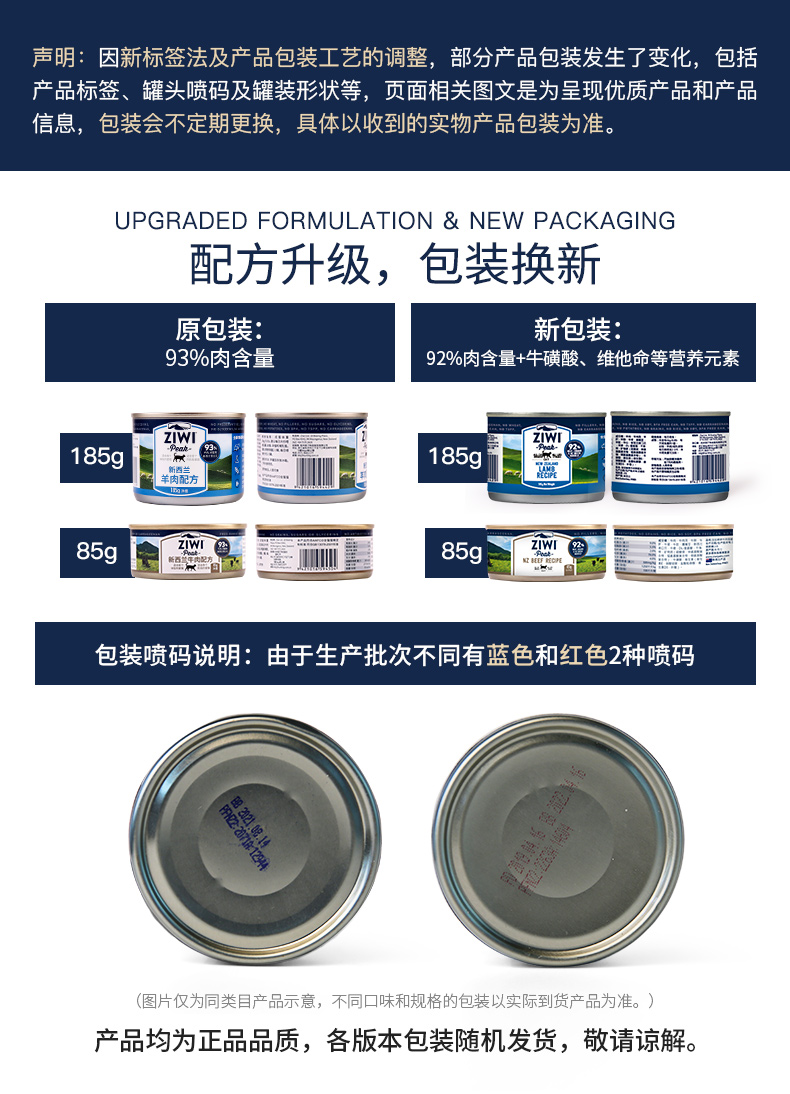 声明：因新标签法及产品包装工艺的调整，部分产品包装发生了变化，包括
产品标签、罐头喷码及罐装形状等，页面相关图文是为呈现优质产品和产品
信息，包装会不定期更换，具体以收到的实物产品包装为准。
UPGRADED FORMULATION & NEW PACKAGING
配方升级，包装换新
原包装：
93%肉含量
新包装：
92%肉含量+牛磺酸、维他命等营养元素
185g
ZIWI
Peak
93%
新西兰
羊肉配方
185g
ZIWI
Peak
92%
NEW ZEALAND
LAMB
RECIPE
85g
ZIWI
Peak
92%
新西兰牛肉配方
85g
ZIWI
Peak
92%
NZ BEEF RECIPE
包装喷码说明：由于生产批次不同有蓝色和红色2种喷码
BB 2021.08.14
（图片仅为同类目产品示意，不同口味和规格的包装以实际到货产品为准。）
产品均为正品品质，各版本包装随机发货，敬请谅解。